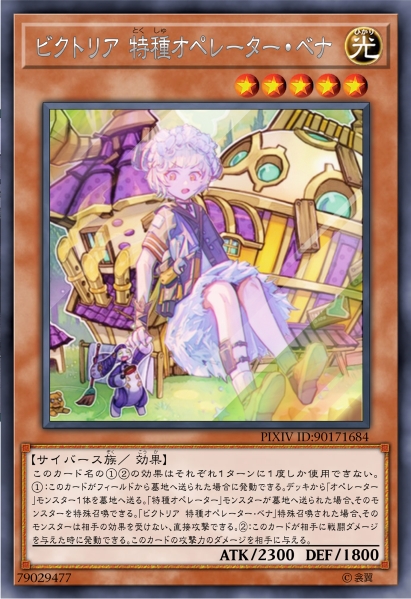 ビクトリア 特種オペレーター・ベナ
とくしゅ
ひかり
光
PIXIV ID:90171684
【サイバース族／効果】
このカード名の①②の効果はそれぞれ1ターンに1度しか使用できない。
①:このカードがフィールドから墓地へ送られた場合に発動できる。デッキから「オペレーター
」モンスター1体を墓地へ送る。「特種オペレーター」モンスターが墓地へ送られた場合、そのモ
ンスターを特殊召喚できる。「ビクトリア 特種オペレーター・ベナ」特殊召喚された場合、その
モンスターは相手の効果を受けない、直接攻撃できる。②:このカードが相手に戦闘ダメージ
を与えた時に発動できる。このカードの攻撃力のダメージを相手に与える。
ATK/2300 DEF/1800
79029477
©衾翼